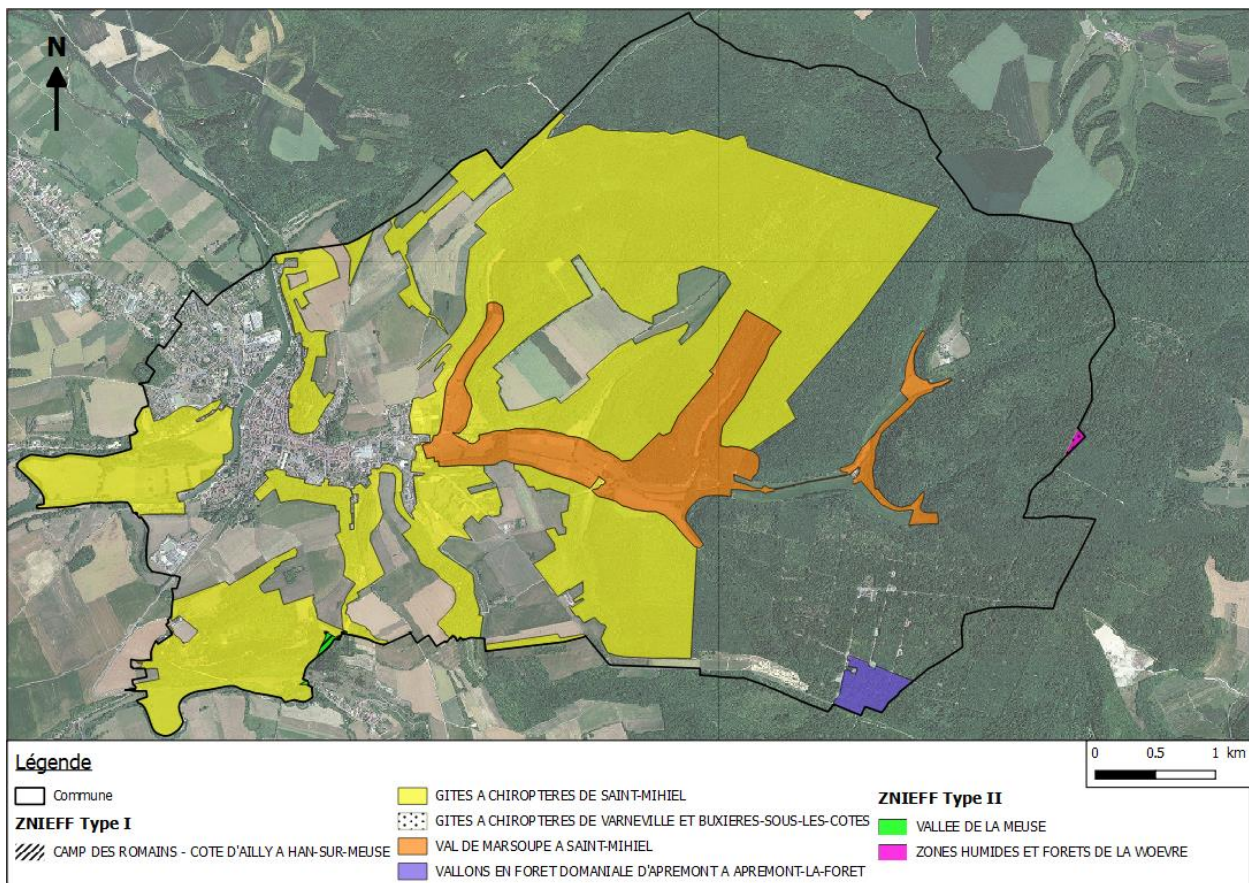 N
Légende
Commune
ZNIEFF Type I
CAMP DES ROMAINS - COTE D'AILLY A HAN-SUR-MEUSE
GITES A CHIROPTERES DE SAINT-MIHIEL
GITES A CHIROPTERES DE VARNEVILLE ET BUXIERES-SOUS-LES-COTES
VAL DE MARSOUPE A SAINT-MIHIEL
VALLONS EN FORET DOMANIALE D'APREMONT A APREMONT-LA-FORET
ZNIEFF Type II
VALLEE DE LA MEUSE
ZONES HUMIDES ET FORETS DE LA WOEVRE
0 0.5 1 km